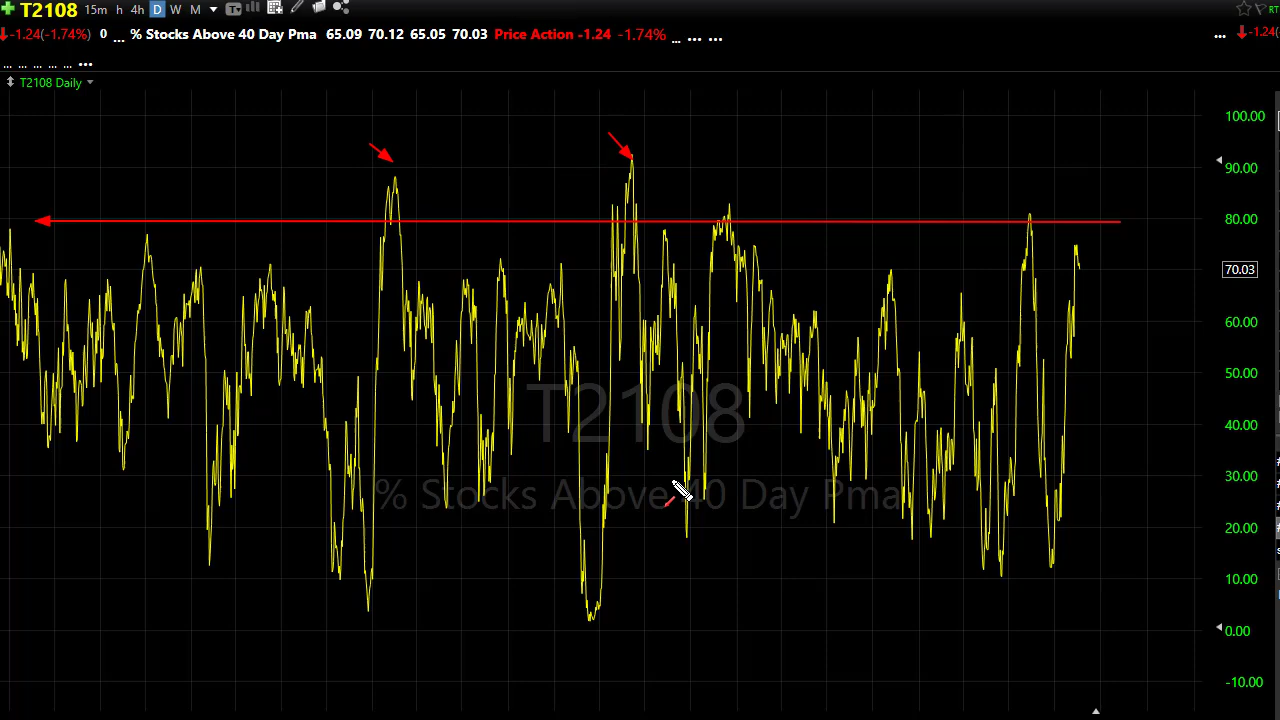 T2108 15m h 4h D W M T
-1.24(-1.74%) 0 ... % Stocks Above 40 Day Pma 65.09 70.12 65.05 70.03 Price Action -1.24 -1.74% ... ... ... ... -1.24(
... ... ... ... ... ...
T2108 Daily
RT
100.00
90.00
80.00
70.03
60.00
50.00
40.00
30.00
20.00
10.00
0.00
-10.00
T2108
% Stocks Above 40 Day Pma